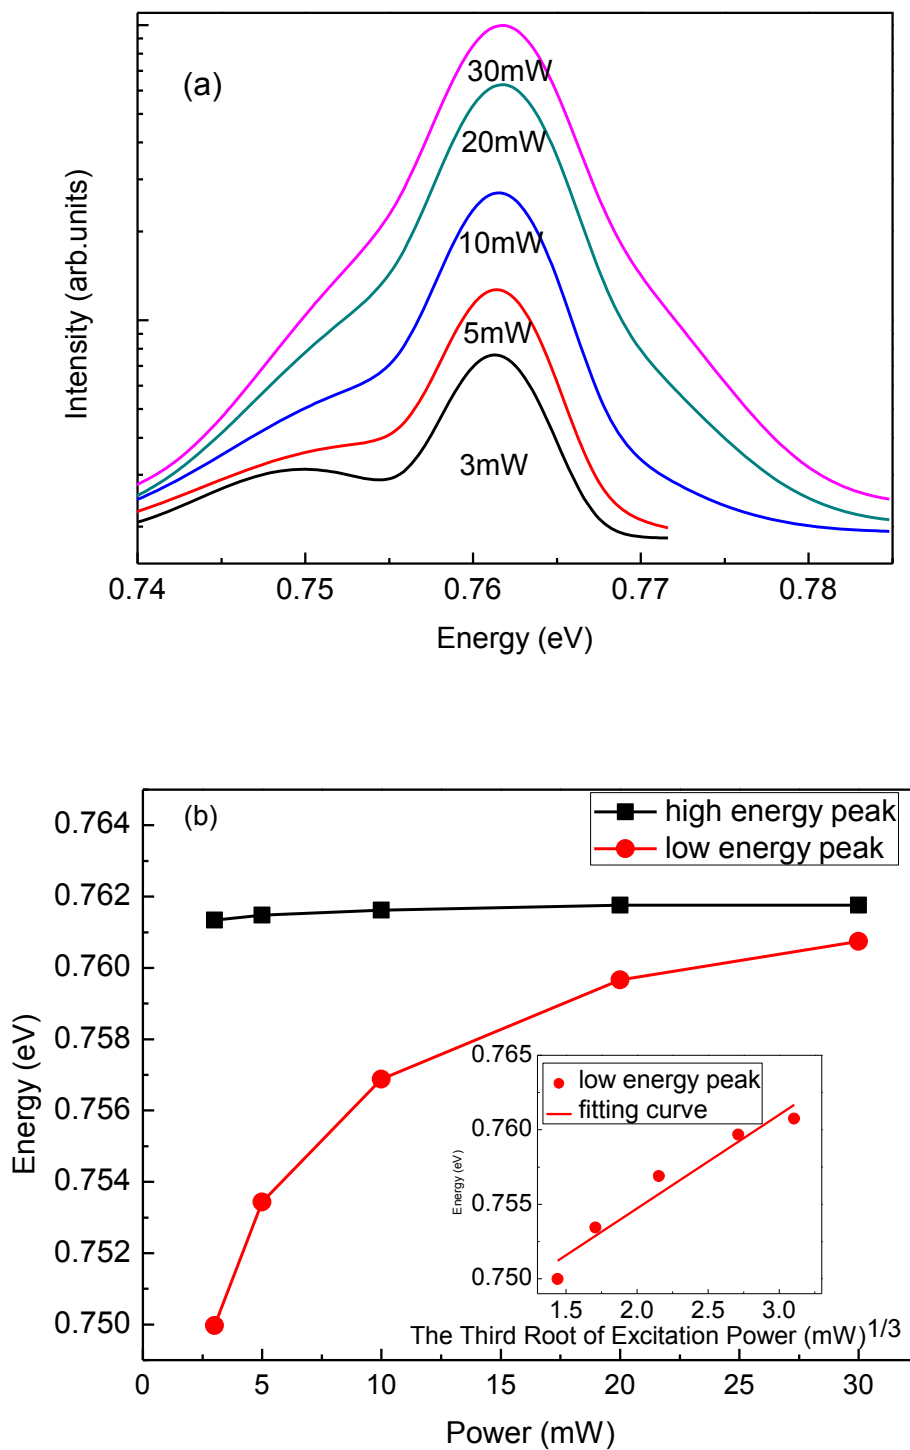 (a)
30mW
20mW
10mW
5mW
3mW
Intensity (arb.units)
0.74 0.75 0.76 0.77 0.78
Energy (eV)
(b)
high energy peak
low energy peak
0.764
0.762
0.760
0.758
0.756
0.754
0.752
0.750
Energy (eV)
0.765
0.760
0.755
0.750
Energy (eV)
low energy peak
fitting curve
1.5 2.0 2.5 3.0
The Third Root of Excitation Power (mW)1/3
0 5 10 15 20 25 30
Power (mW)